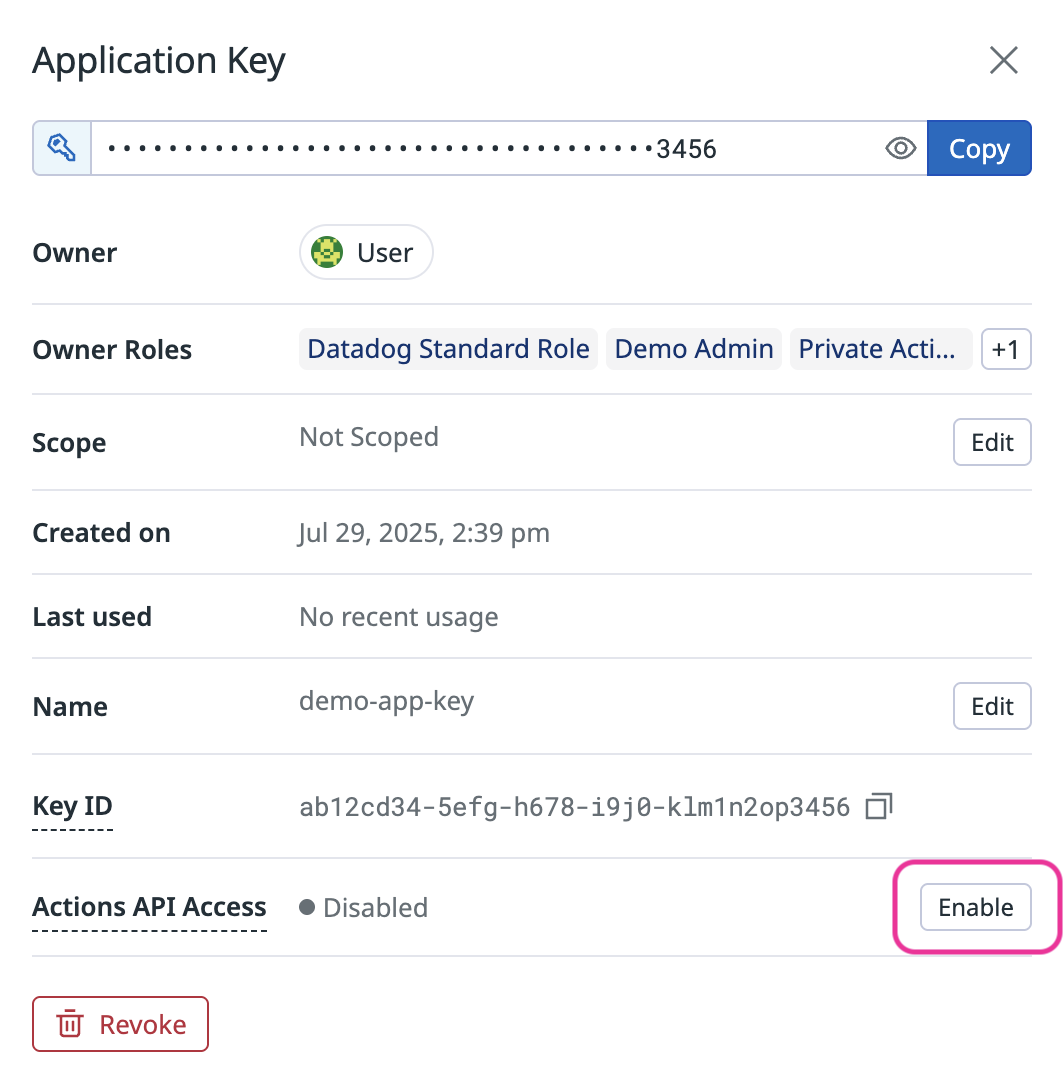 Application Key
••••••••••••••••••••••••••••••••••••3456 Copy
Owner User
Owner Roles Datadog Standard Role Demo Admin Private Acti... +1
Scope Not Scoped Edit
Created on Jul 29, 2025, 2:39 pm
Last used No recent usage
Name demo-app-key Edit
Key ID ab12cd34-5efg-h678-i9j0-klm1n2op3456
Actions API Access Disabled Enable
Revoke